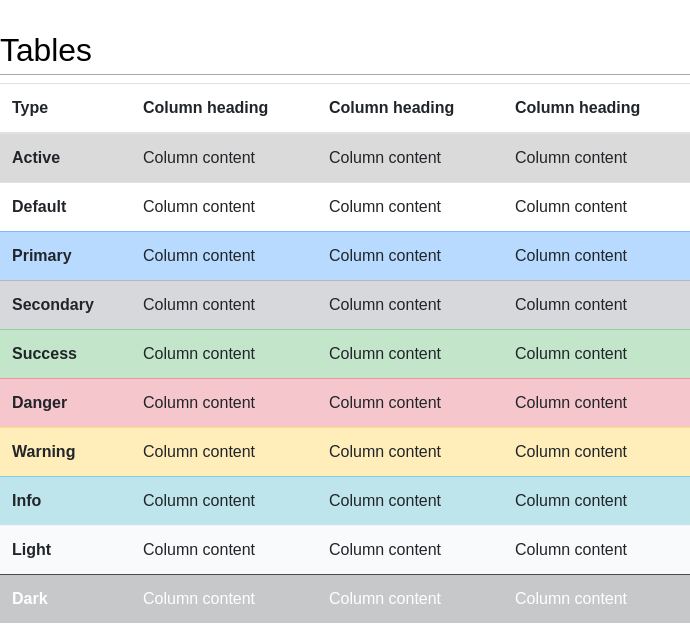 Tables
Type Column heading Column heading Column heading
Active Column content Column content Column content
Default Column content Column content Column content
Primary Column content Column content Column content
Secondary Column content Column content Column content
Success Column content Column content Column content
Danger Column content Column content Column content
Warning Column content Column content Column content
Info Column content Column content Column content
Light Column content Column content Column content
Dark Column content Column content Column content